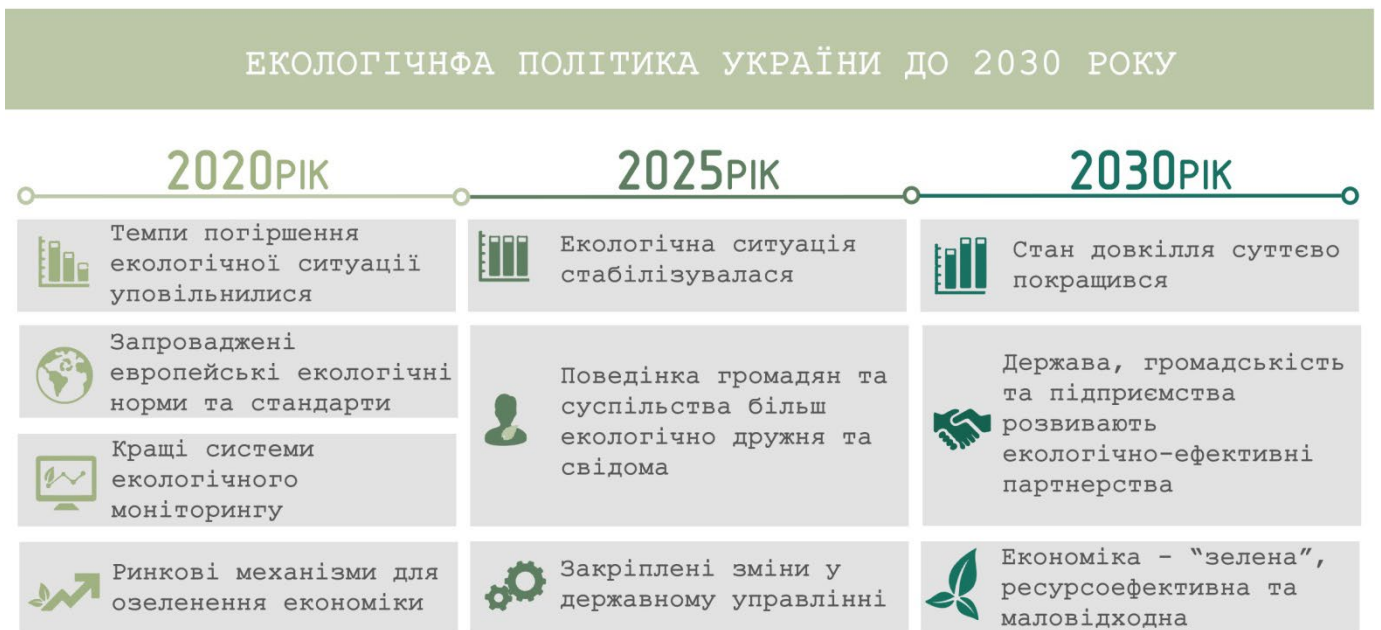 ЕКОЛОГІЧНФА ПОЛІТИКА УКРАЇНИ ДО 2030 РОКУ
2020РІК
Темпи погіршення
екологічної ситуації
уповільнилися
Запроваджені
європейські екологічні
норми та стандарти
Кращі системи
екологічного
моніторингу
Ринкові механізми для
озеленення економіки
2025РІК
Екологічна ситуація
стабілізувалася
Поведінка громадян та
суспільства більш
екологічно дружня та
свідома
Закріплені зміни у
державному управлінні
2030РІК
Стан довкілля суттєво
покращився
Держава, громадськість
та підприємства
розвивають
екологічно-ефективні
партнерства
Економіка - “зелена”,
ресурсоефективна та
маловідходна